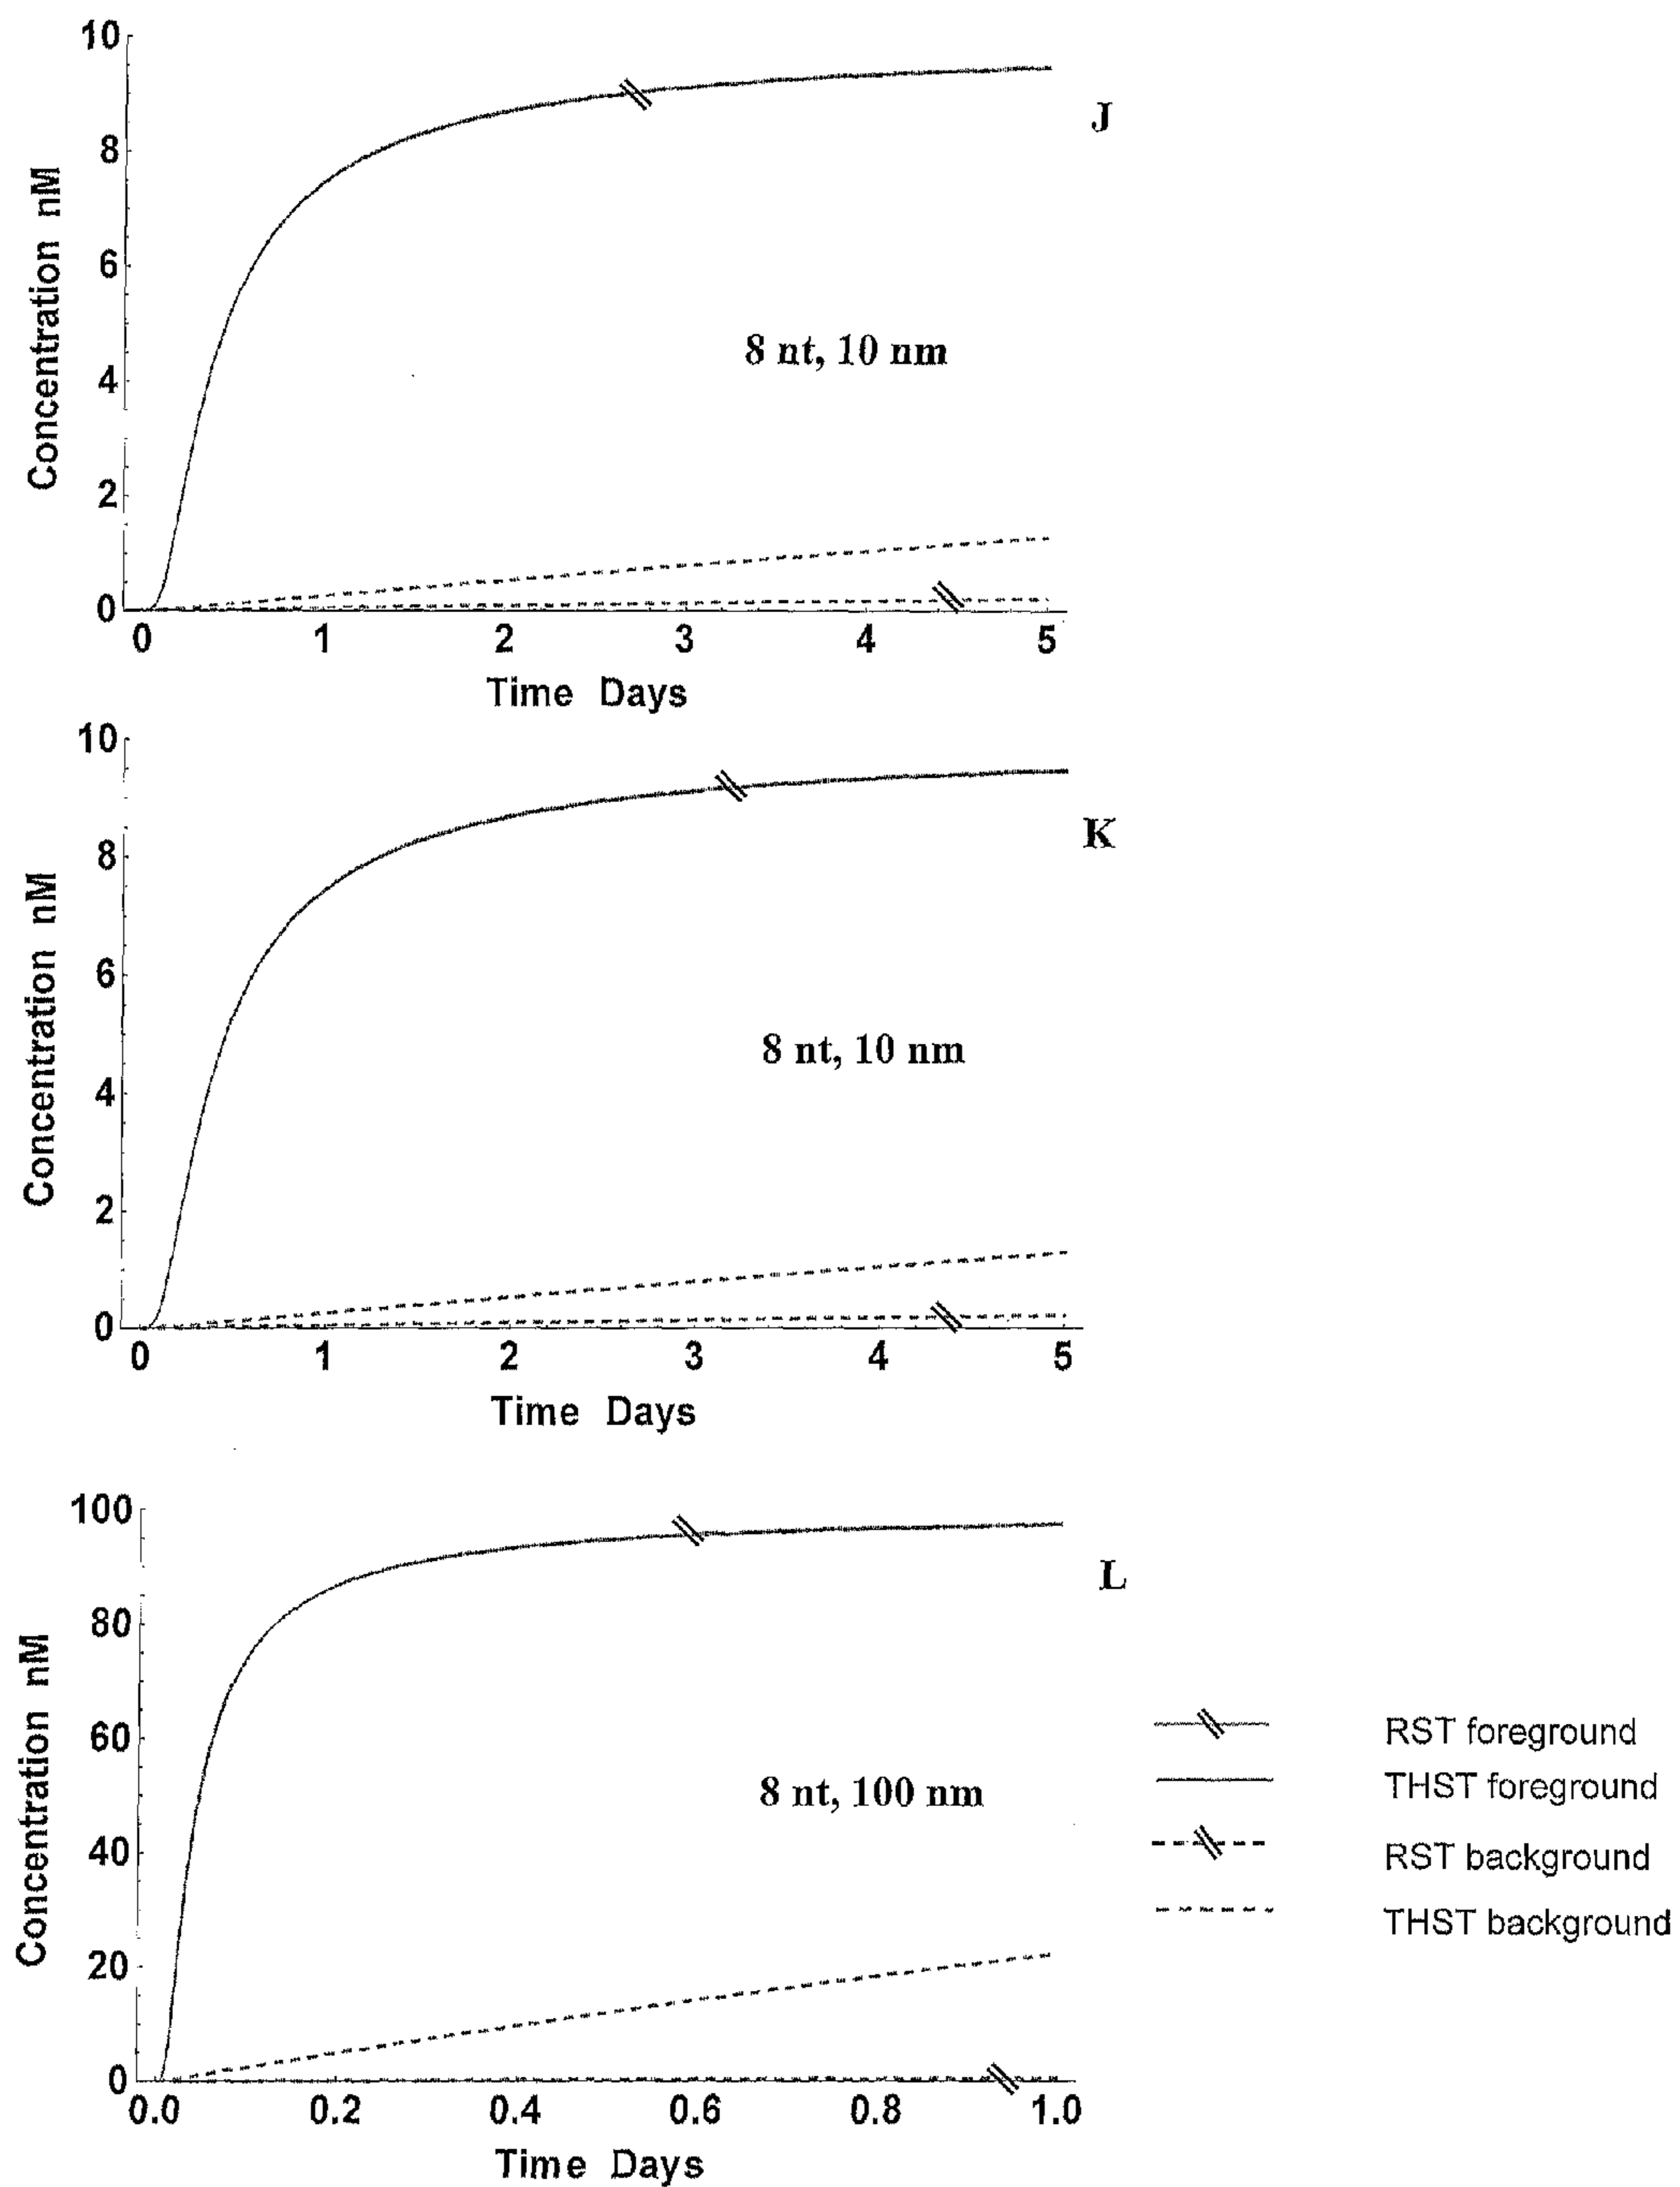 10
8
6
4
2
0
Concentration nM
J
8 nt, 10 nm
0 1 2 3 4 5
Time Days
10
8
6
4
2
0
Concentration nM
K
8 nt, 10 nm
0 1 2 3 4 5
Time Days
100
80
60
40
20
0
Concentration nM
L
8 nt, 100 nm
0.0 0.2 0.4 0.6 0.8 1.0
Time Days
RST foreground
THST foreground
RST background
THST background